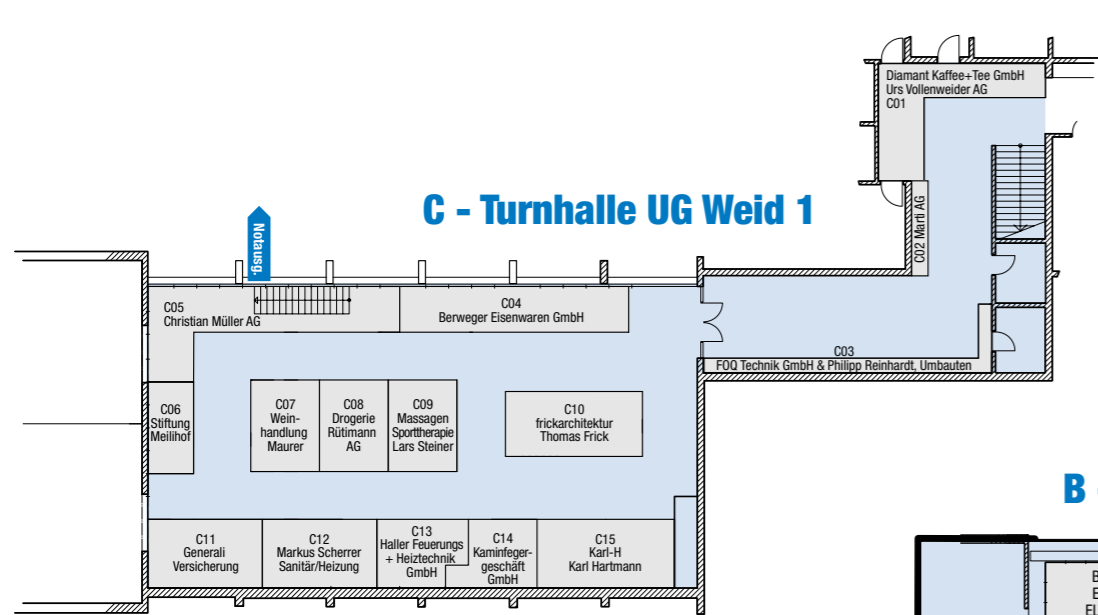 Diamant Kaffee+Tee GmbH
Urs Vollenweider AG
C01
C - Turnhalle UG Weid 1
C02 Marti AG
Notausg.
C05
Christian Müller AG
C04
Berweger Eisenwaren GmbH
C03
FOQ Technik GmbH & Philipp Reinhardt, Umbauten
C06
Stiftung
Meilihof
C07
Wein-
handlung
Maurer
C08
Drogerie
Rütimann
AG
C09
Massagen
Sporttherapie
Lars Steiner
C10
frickarchitektur
Thomas Frick
B
C11
Generali
Versicherung
C12
Markus Scherrer
Sanitär/Heizung
C13
Haller Feuerungs
+ Heiztechnik
GmbH
C14
Kaminfeger-
geschäft
GmbH
C15
Karl-H
Karl Hartmann